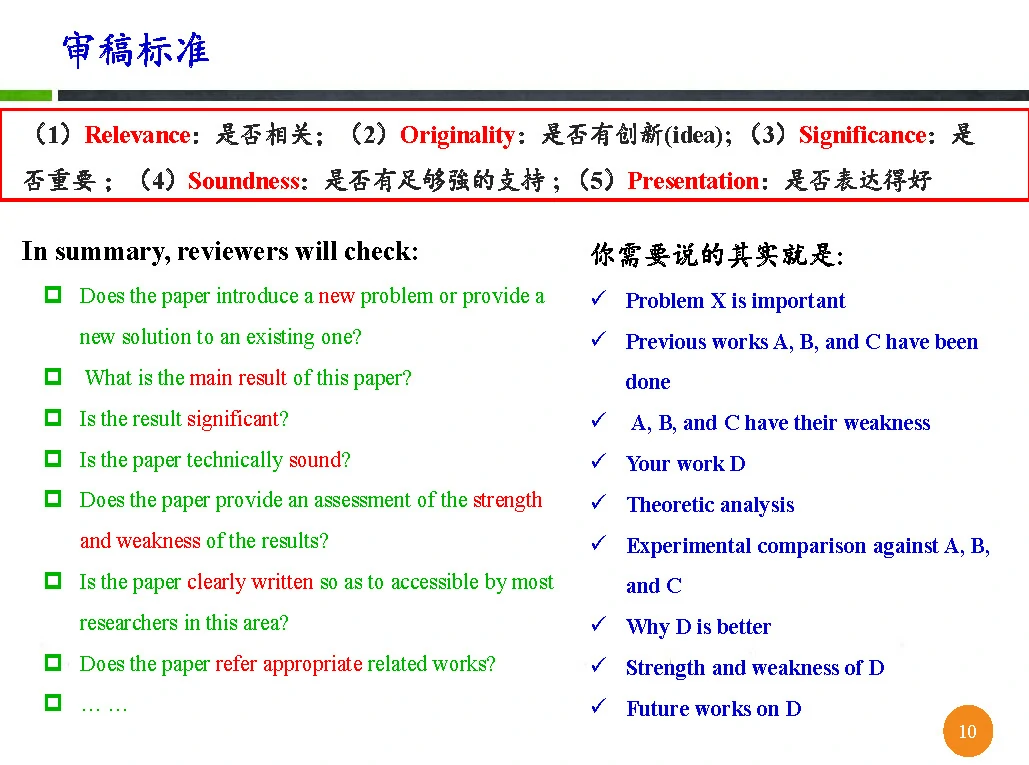 审稿标准
（1）Relevance：是否相关；（2）Originality：是否有创新(idea);（3）Significance：是
否重要 ；（4）Soundness：是否有足够強的支持 ;（5）Presentation：是否表达得好
In summary, reviewers will check:
Does the paper introduce a new problem or provide a
new solution to an existing one?
What is the main result of this paper?
Is the result significant?
Is the paper technically sound?
Does the paper provide an assessment of the strength
and weakness of the results?
Is the paper clearly written so as to accessible by most
researchers in this area?
Does the paper refer appropriate related works?
… …
你需要说的其实就是:
Problem X is important
Previous works A, B, and C have been
done
A, B, and C have their weakness
Your work D
Theoretic analysis
Experimental comparison against A, B,
and C
Why D is better
Strength and weakness of D
Future works on D
10